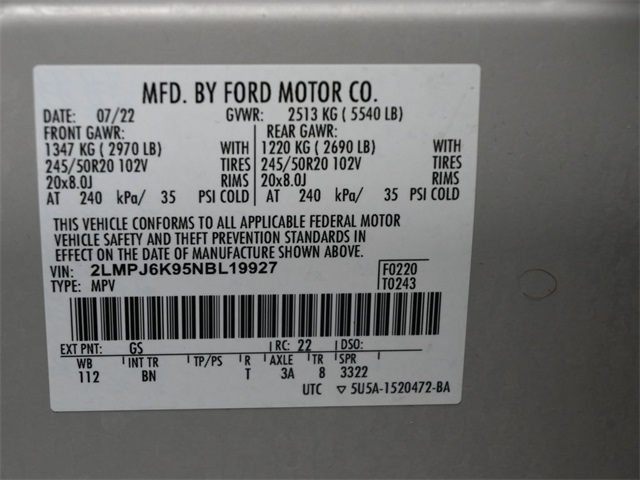 MFD. BY FORD MOTOR CO.
DATE: 07/22 GVWR: 2513 KG ( 5540 LB)
FRONT GAWR: REAR GAWR:
1347 KG ( 2970 LB) WITH 1220 KG ( 2690 LB) WITH
245/50R20 102V TIRES 245/50R20 102V TIRES
20x8.0J RIMS 20x8.0J RIMS
AT 240 kPa/ 35 PSI COLD AT 240 kPa/ 35 PSI COLD
THIS VEHICLE CONFORMS TO ALL APPLICABLE FEDERAL MOTOR
VEHICLE SAFETY AND THEFT PREVENTION STANDARDS IN
EFFECT ON THE DATE OF MANUFACTURE SHOWN ABOVE.
VIN: 2LMPJ6K95NBL19927 F0220
TYPE: MPV T0243
EXT PNT: GS RC: 22 DSO:
WB INT TR TP/PS R AXLE TR SPR
112 BN T 3A 8 3322
UTC ▽ 5U5A-1520472-BA